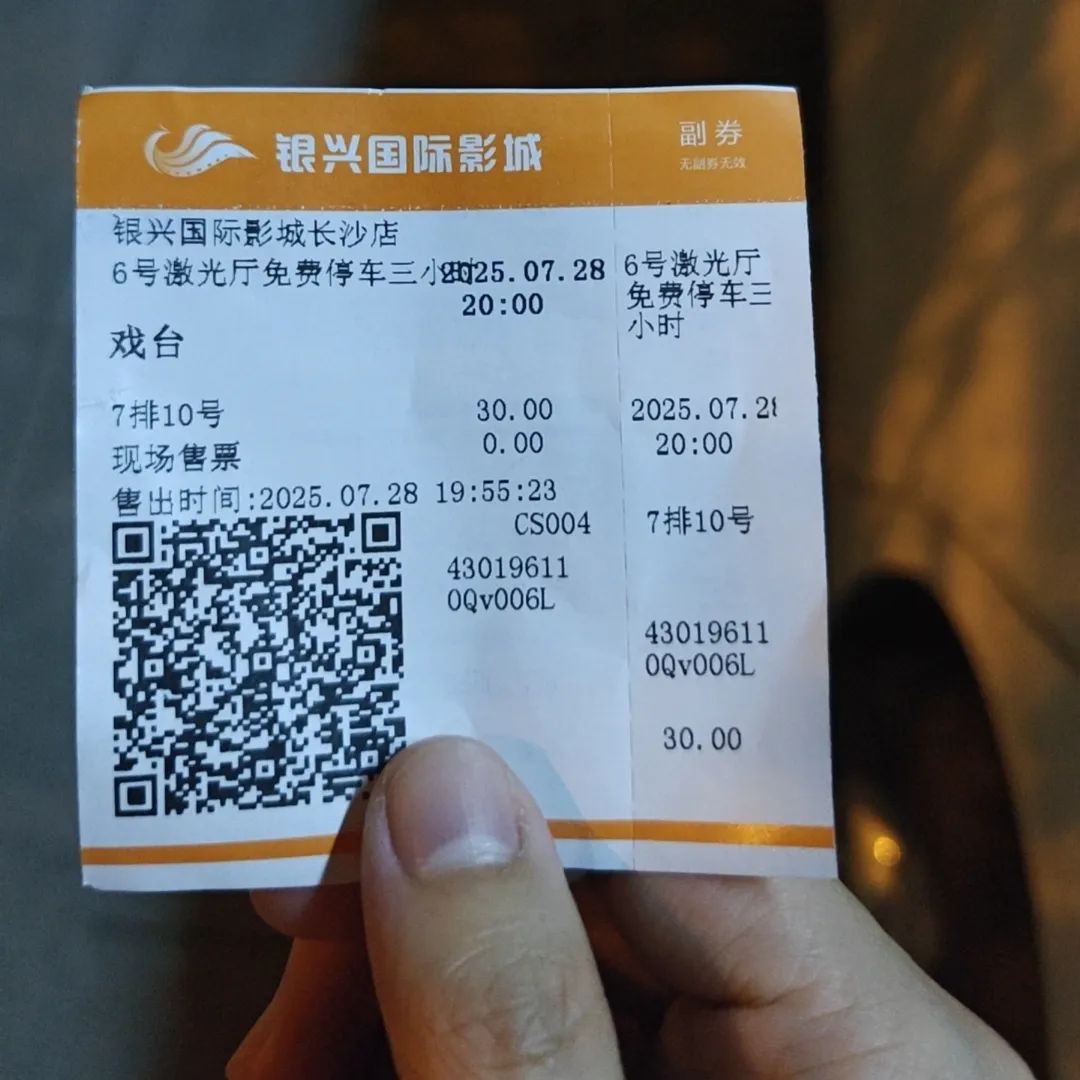 银兴国际影城
副券
无副券无效
银兴国际影城长沙店
6号激光厅免费停车三小时
2025.07.28
20:00
戏台
7排10号 30.00
0.00
现场售票
售出时间:2025.07.28 19:55:23
CS004
43019611
0Qv006L
6号激光厅
免费停车三
小时
2025.07.28
20:00
7排10号
43019611
0Qv006L
30.00